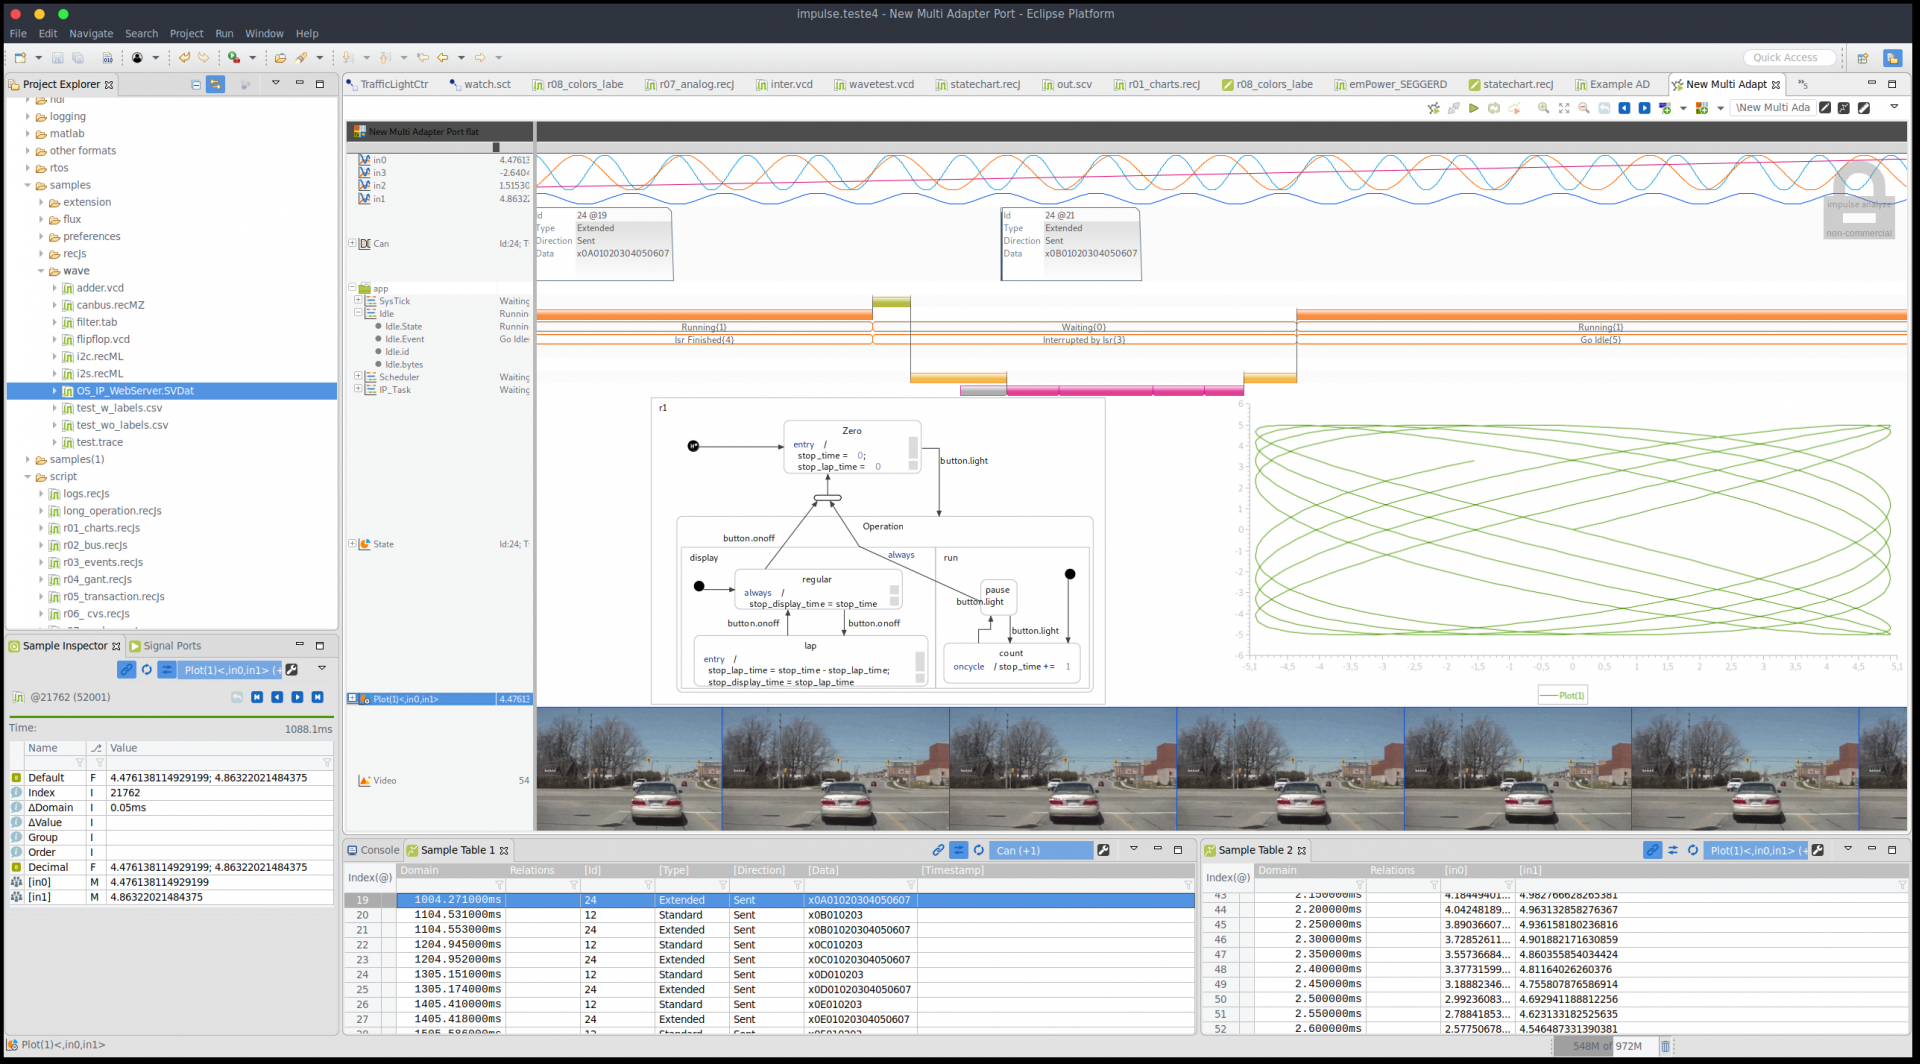 impulse.teste4 - New Multi Adapter Port - Eclipse Platform
File Edit Navigate Search Project Run Window Help
Quick Access
Project Explorer
ndi
logging
matlab
other formats
rtos
samples
extension
flux
preferences
recJs
wave
adder.vcd
canbus.recMZ
filter.tab
flipflop.vcd
i2c.recML
i2s.recML
OS_IP_WebServer.SVDat
test_w_labels.csv
test_wo_labels.csv
test.trace
samples(1)
script
logs.recJs
long_operation.recJs
r01_charts.recJs
r02_bus.recJs
r03_events.recJs
r04_gant.recJs
r05_transaction.recJs
r06_ cvs.recJs
Sample Inspector Signal Ports
Plot(1)<,in0,in1> (+
@21762 (52001)
Time: 1088.1ms
Name Value
Default F 4.476138114929199; 4.86322021484375
Index I 21762
ΔDomain I 0.05ms
ΔValue I
Group I
Order I
Decimal F 4.476138114929199; 4.86322021484375
[in0] M 4.476138114929199
[in1] M 4.86322021484375
TrafficLightCtr watch.sct r08_colors_labe r07_analog.recJ inter.vcd wavetest.vcd statechart.recJ out.scv r01_charts.recJ r08_colors_labe emPower_SEGGERD statechart.recJ Example AD New Multi Adapt »5
\New Multi Ada
New Multi Adapter Port flat
in0 4.47613
in3 -2.6404
in2 1.51530
in1 4.86322
Can Id:24; T
app
SysTick Waiting
Idle Runnin
Idle.State Runnin
Idle.Event Go Idle
Idle.id
Idle.bytes
Scheduler Waiting
IP_Task Waiting
State Id:24; T
Plot(1)<,in0,in1> 4.47613
Video 54
impulse analyze
non-commercial
Id 24 @19
Type Extended
Direction Sent
Data x0A01020304050607
Id 24 @21
Type Extended
Direction Sent
Data x0B01020304050607
Running{1} Waiting{0} Running{1}
Isr Finished{4} Interrupted by Isr{3} Go Idle{5}
r1
Zero
entry /
stop_time = 0;
stop_lap_time = 0
button.light
Operation
button.onoff
always
display
run
regular
always /
stop_display_time = stop_time
pause
button.light
button.onoff button.onoff
button.light
lap
entry /
stop_lap_time = stop_time - stop_lap_time;
stop_display_time = stop_lap_time
count
oncycle / stop_time += 1
6
5
4
3
2
1
0
-1
-2
-3
-4
-5
-6
-5,1 -4,5 -4 -3,5 -3 -2,5 -2 -1,5 -1 -0,5 0 0,5 1 1,5 2 2,5 3 3,5 4 4,5 5,1
Plot(1)
Console Sample Table 1
Can (+1)
Index(@) Domain Relations [Id] [Type] [Direction] [Data] [Timestamp]
19 1004.271000ms 24 Extended Sent x0A01020304050607
20 1104.531000ms 12 Standard Sent x0B010203
21 1104.553000ms 24 Extended Sent x0B01020304050607
22 1204.945000ms 12 Standard Sent x0C010203
23 1204.952000ms 24 Extended Sent x0C01020304050607
24 1305.151000ms 12 Standard Sent x0D010203
25 1305.174000ms 24 Extended Sent x0D01020304050607
26 1405.410000ms 12 Standard Sent x0E010203
27 1405.418000ms 24 Extended Sent x0E01020304050607
28 1505.586000ms 12 Standard Sent x0F010203
Sample Table 2
Plot(1)<,in0,in1> (+
Index(@) Domain Relations [in0] [in1]
43 2.150000ms 4.18449401... 4.982766628265381
44 2.200000ms 4.04248189... 4.963132858276367
45 2.250000ms 3.89036607... 4.936158180236816
46 2.300000ms 3.72852611... 4.901882171630859
47 2.350000ms 3.55736684... 4.860355854034424
48 2.400000ms 3.37731599... 4.81164026260376
49 2.450000ms 3.18882346... 4.755807876586914
50 2.500000ms 2.99236083... 4.692941188812256
51 2.550000ms 2.78841853... 4.623133182525635
52 2.600000ms 2.57750678... 4.546487331390381
Plot(1)<,in0,in1>
548M of 972M